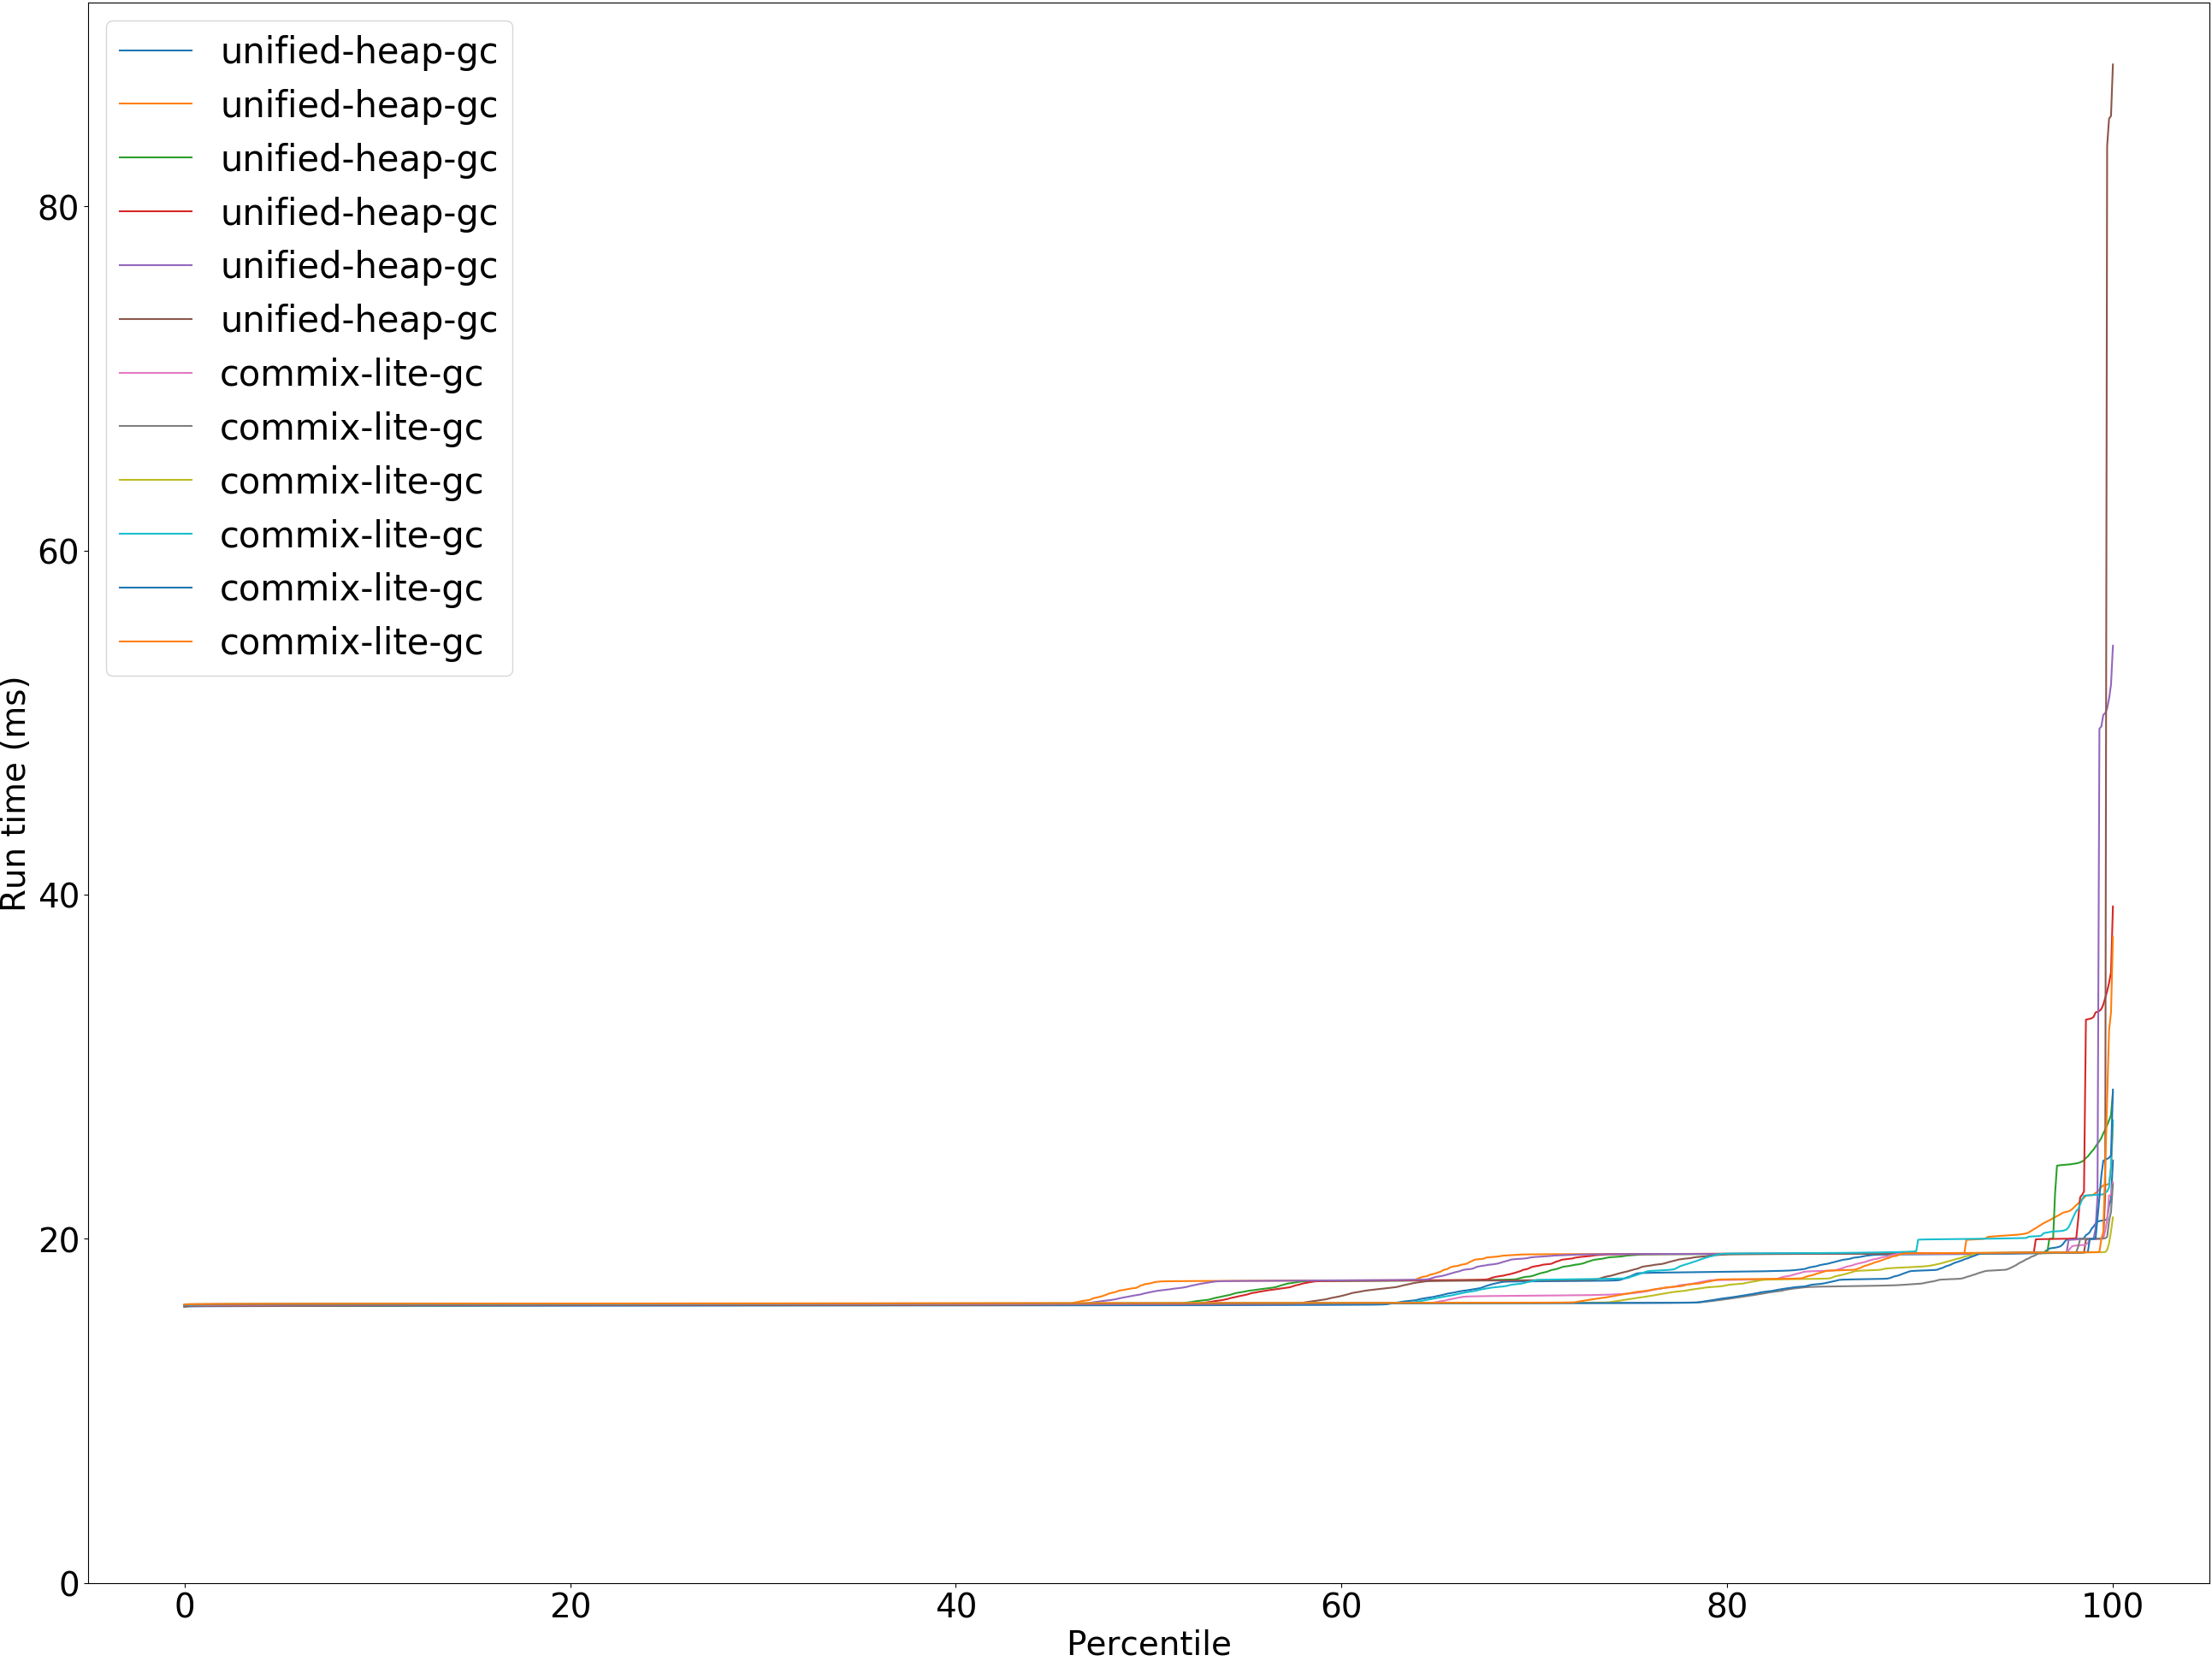 unified-heap-gc
unified-heap-gc
unified-heap-gc
unified-heap-gc
unified-heap-gc
unified-heap-gc
commix-lite-gc
commix-lite-gc
commix-lite-gc
commix-lite-gc
commix-lite-gc
commix-lite-gc
Run time (ms)
80
60
40
20
0
0 20 40 60 80 100
Percentile